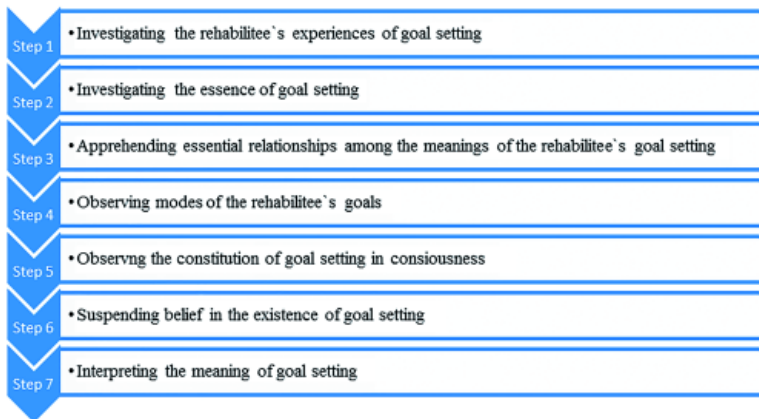 Step 1
•Investigating the rehabilitee`s experiences of goal setting
Step 2
•Investigating the essence of goal setting
Step 3
•Apprehending essential relationships among the meanings of the rehabilitee`s goal setting
Step 4
•Observing modes of the rehabilitee`s goals
Step 5
•Observng the constitution of goal setting in consiousness
Step 6
•Suspending belief in the existence of goal setting
Step 7
•Interpreting the meaning of goal setting